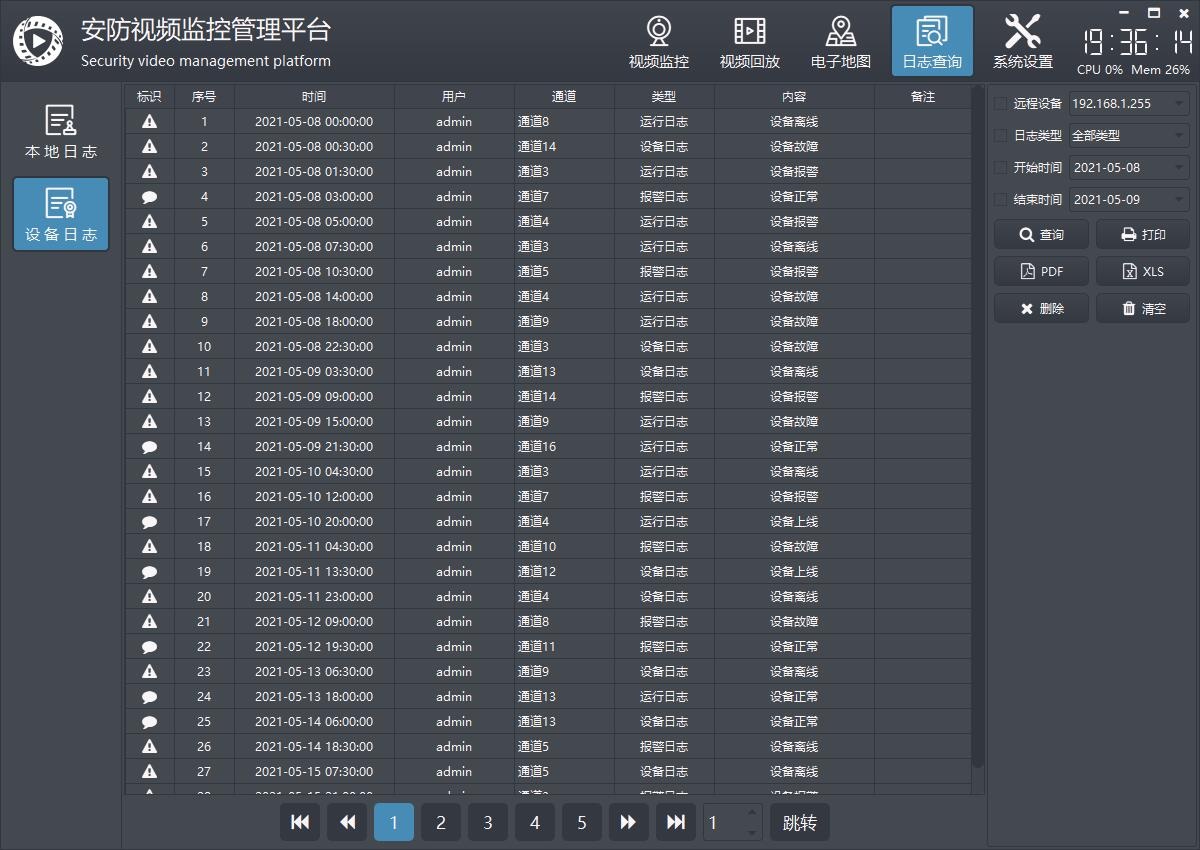 安防视频监控管理平台
Security video management platform
视频监控 视频回放 电子地图 日志查询 系统设置
19:36:14
CPU 0% Mem 26%
本地日志
设备日志
标识 序号 时间 用户 通道 类型 内容 备注
1 2021-05-08 00:00:00 admin 通道8 运行日志 设备离线
2 2021-05-08 00:30:00 admin 通道14 设备日志 设备故障
3 2021-05-08 01:30:00 admin 通道3 运行日志 设备报警
4 2021-05-08 03:00:00 admin 通道7 报警日志 设备正常
5 2021-05-08 05:00:00 admin 通道4 运行日志 设备报警
6 2021-05-08 07:30:00 admin 通道3 运行日志 设备离线
7 2021-05-08 10:30:00 admin 通道5 报警日志 设备报警
8 2021-05-08 14:00:00 admin 通道4 运行日志 设备故障
9 2021-05-08 18:00:00 admin 通道9 运行日志 设备故障
10 2021-05-08 22:30:00 admin 通道3 设备日志 设备故障
11 2021-05-09 03:30:00 admin 通道13 设备日志 设备离线
12 2021-05-09 09:00:00 admin 通道14 报警日志 设备报警
13 2021-05-09 15:00:00 admin 通道9 运行日志 设备故障
14 2021-05-09 21:30:00 admin 通道16 运行日志 设备正常
15 2021-05-10 04:30:00 admin 通道3 运行日志 设备离线
16 2021-05-10 12:00:00 admin 通道7 报警日志 设备报警
17 2021-05-10 20:00:00 admin 通道4 运行日志 设备上线
18 2021-05-11 04:30:00 admin 通道10 报警日志 设备故障
19 2021-05-11 13:30:00 admin 通道12 设备日志 设备上线
20 2021-05-11 23:00:00 admin 通道4 设备日志 设备离线
21 2021-05-12 09:00:00 admin 通道8 报警日志 设备故障
22 2021-05-12 19:30:00 admin 通道11 报警日志 设备正常
23 2021-05-13 06:30:00 admin 通道9 设备日志 设备离线
24 2021-05-13 18:00:00 admin 通道13 运行日志 设备正常
25 2021-05-14 06:00:00 admin 通道13 设备日志 设备正常
26 2021-05-14 18:30:00 admin 通道5 报警日志 设备离线
27 2021-05-15 07:30:00 admin 通道5 设备日志 设备离线
1 2 3 4 5 1 跳转
远程设备 192.168.1.255
日志类型 全部类型
开始时间 2021-05-08
结束时间 2021-05-09
查询 打印
PDF XLS
删除 清空